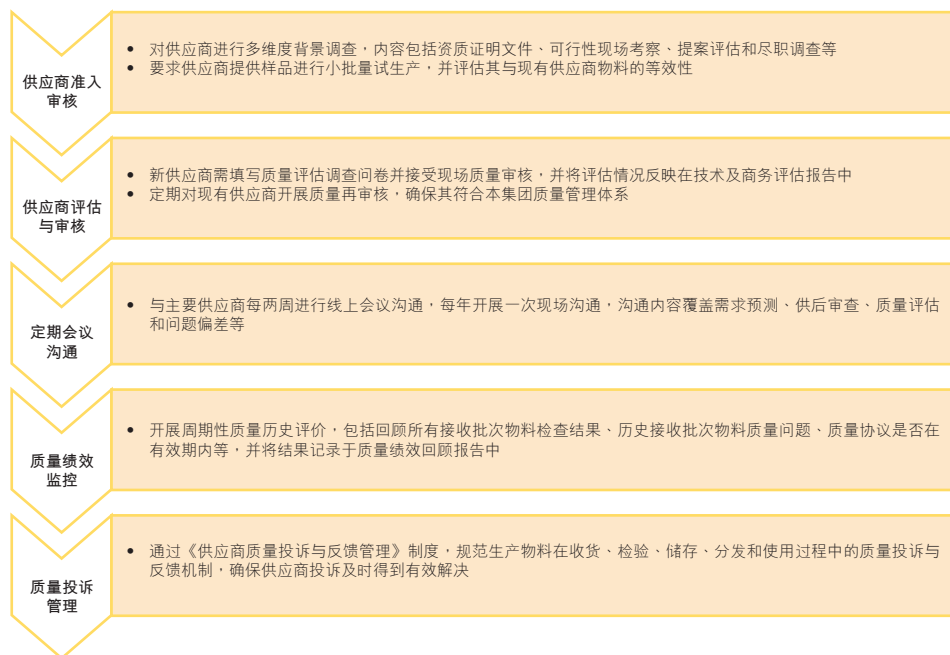 供应商准入
审核
• 对供应商进行多维度背景调查，内容包括资质证明文件、可行性现场考察、提案评估和尽职调查等
• 要求供应商提供样品进行小批量试生产，并评估其与现有供应商物料的等效性
供应商评估
与审核
• 新供应商需填写质量评估调查问卷并接受现场质量审核，并将评估情况反映在技术及商务评估报告中
• 定期对现有供应商开展质量再审核，确保其符合本集团质量管理体系
定期会议
沟通
• 与主要供应商每两周进行线上会议沟通，每年开展一次现场沟通，沟通内容覆盖需求预测、供后审查、质量评估
和问题偏差等
质量绩效
监控
• 开展周期性质量历史评价，包括回顾所有接收批次物料检查结果、历史接收批次物料质量问题、质量协议是否在
有效期内等，并将结果记录于质量绩效回顾报告中
质量投诉
管理
• 通过《供应商质量投诉与反馈管理》制度，规范生产物料在收货、检验、储存、分发和使用过程中的质量投诉与
反馈机制，确保供应商投诉及时得到有效解决